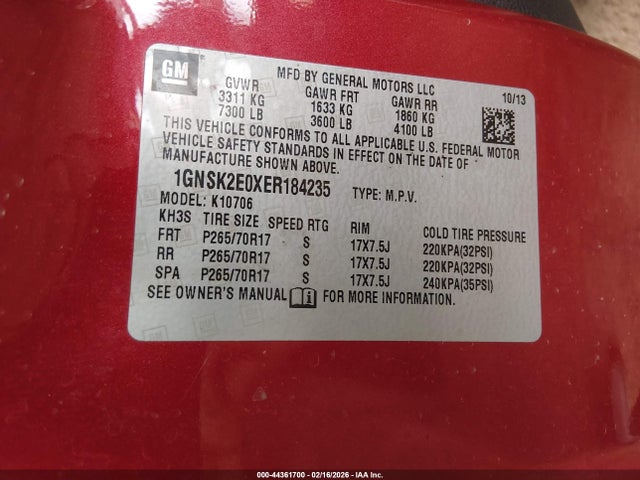 GM
MFD BY GENERAL MOTORS LLC
10/13
GVWR GAWR FRT GAWR RR
3311 KG 1633 KG 1860 KG
7300 LB 3600 LB 4100 LB
THIS VEHICLE CONFORMS TO ALL APPLICABLE U.S. FEDERAL MOTOR
VEHICLE SAFETY STANDARDS IN EFFECT ON THE DATE OF
MANUFACTURE SHOWN ABOVE.
1GNSK2E0XER184235 TYPE: M.P.V.
MODEL: K10706
KH3S TIRE SIZE SPEED RTG RIM COLD TIRE PRESSURE
FRT P265/70R17 S 17X7.5J 220KPA(32PSI)
RR P265/70R17 S 17X7.5J 220KPA(32PSI)
SPA P265/70R17 S 17X7.5J 240KPA(35PSI)
SEE OWNER'S MANUAL FOR MORE INFORMATION.
000-44361700 - 02/16/2026 - IAA Inc.